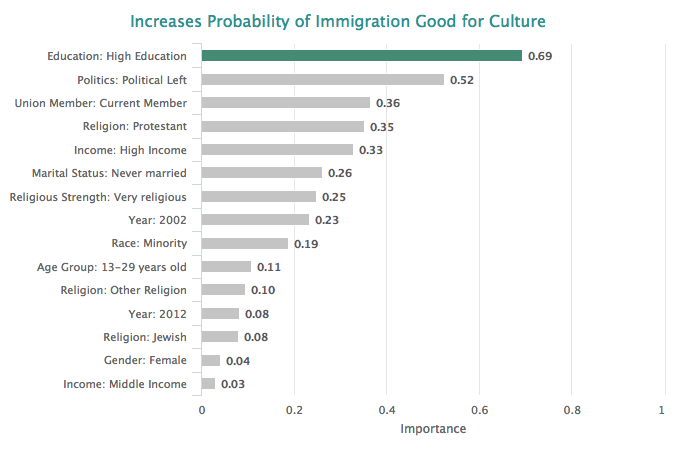 Increases Probability of Immigration Good for Culture
Education: High Education 0.69
Politics: Political Left 0.52
Union Member: Current Member 0.36
Religion: Protestant 0.35
Income: High Income 0.33
Marital Status: Never married 0.26
Religious Strength: Very religious 0.25
Year: 2002 0.23
Race: Minority 0.19
Age Group: 13-29 years old 0.11
Religion: Other Religion 0.10
Year: 2012 0.08
Religion: Jewish 0.08
Gender: Female 0.04
Income: Middle Income 0.03
0 0.2 0.4 0.6 0.8 1
Importance